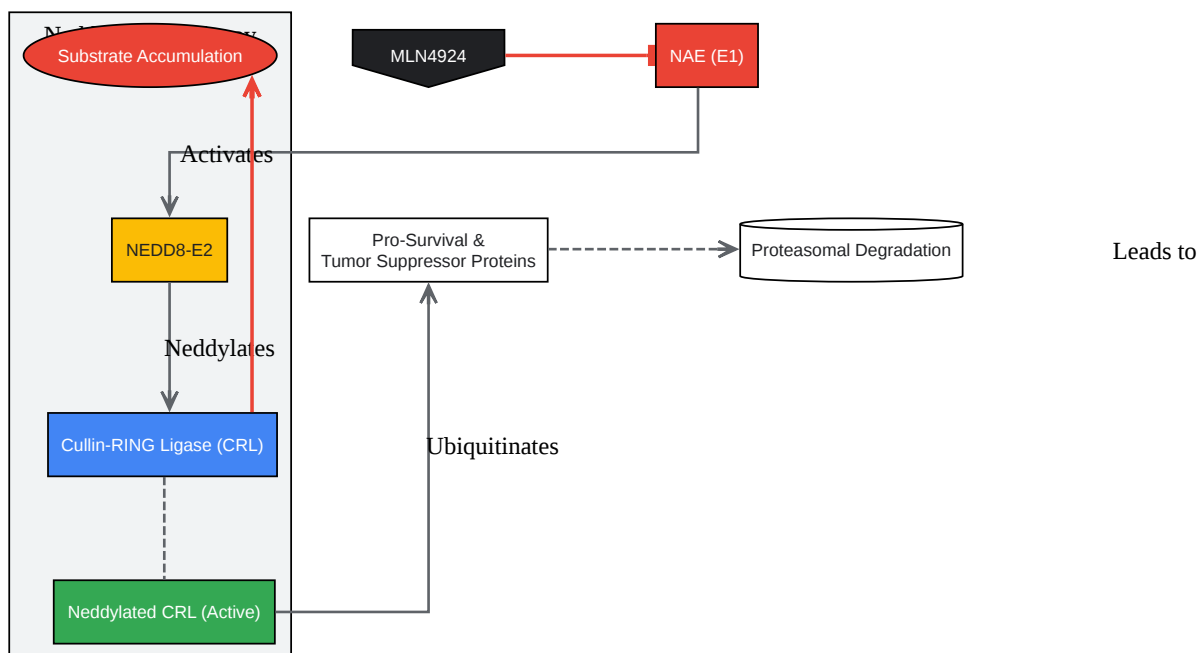 Substrate Accumulation
MLN4924
NAE (E1)
Activates
NEDD8-E2
Pro-Survival &
Tumor Suppressor Proteins
Proteasomal Degradation
Leads to
Neddylates
Cullin-RING Ligase (CRL)
Ubiquitinates
Neddylated CRL (Active)